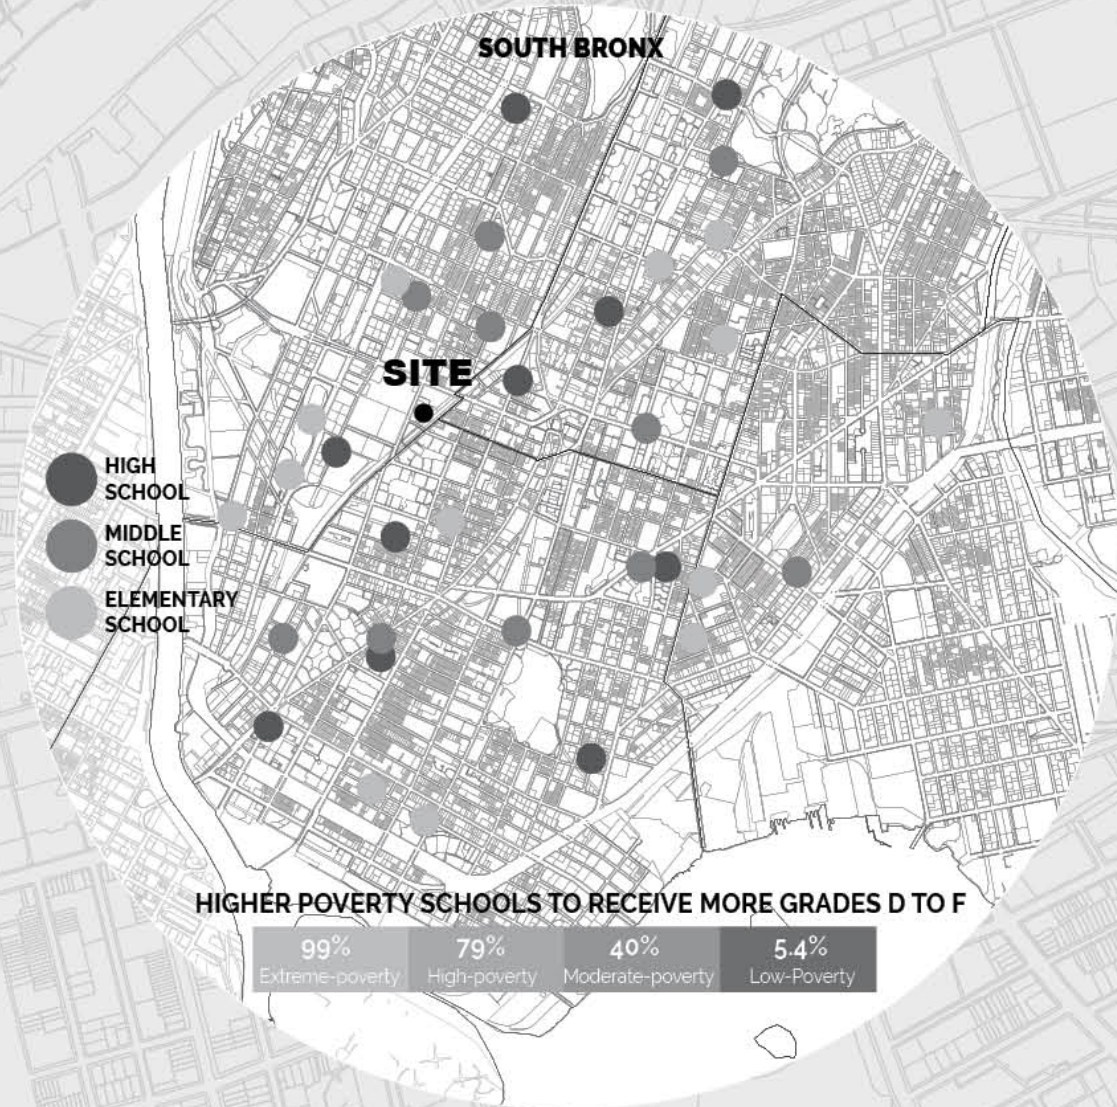 SOUTH BRONX
SITE
HIGH
SCHOOL
MIDDLE
SCHOOL
ELEMENTARY
SCHOOL
HIGHER POVERTY SCHOOLS TO RECEIVE MORE GRADES D TO F
99% 79% 40% 5.4%
Extreme-poverty High-poverty Moderate-poverty Low-Poverty